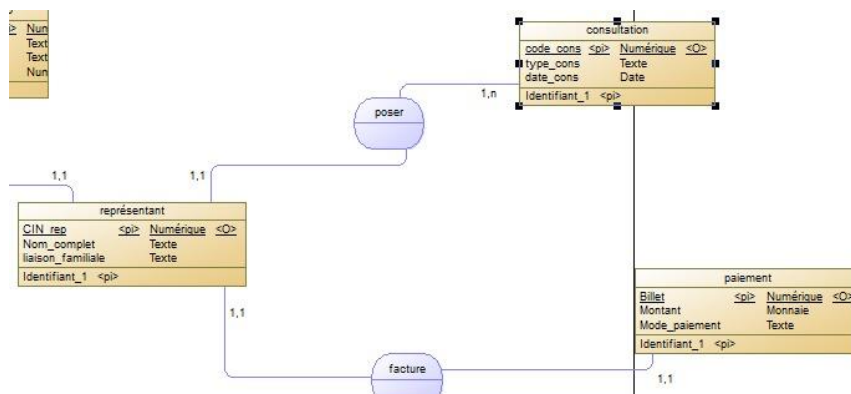 Num
Texte
Text
Num
consultation
code_cons <pi> Numérique <O>
type_cons Texte
date_cons Date
Identifiant_1 <pi>
1,n
poser
1,1
1,1
représentant
CIN_rep <pi> Numérique <O>
Nom_complet Texte
liaison_familiale Texte
Identifiant_1 <pi>
paiement
Billet <pi> Numérique <O>
Montant Monnaie
Mode_paiement Texte
Identifiant_1 <pi>
1,1
facture
1,1